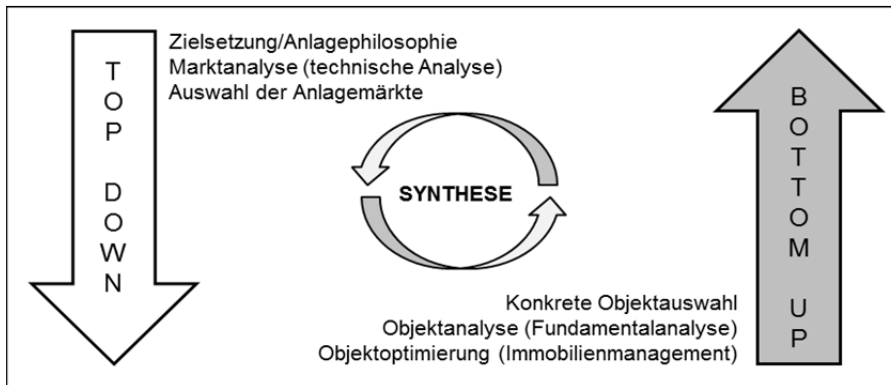 TOP DOWN
Zielsetzung/Anlagephilosophie
Marktanalyse (technische Analyse)
Auswahl der Anlagemärkte
SYNTHESE
Konkrete Objektauswahl
Objektanalyse (Fundamentalanalyse)
Objektoptimierung (Immobilienmanagement)
BOTTOM UP